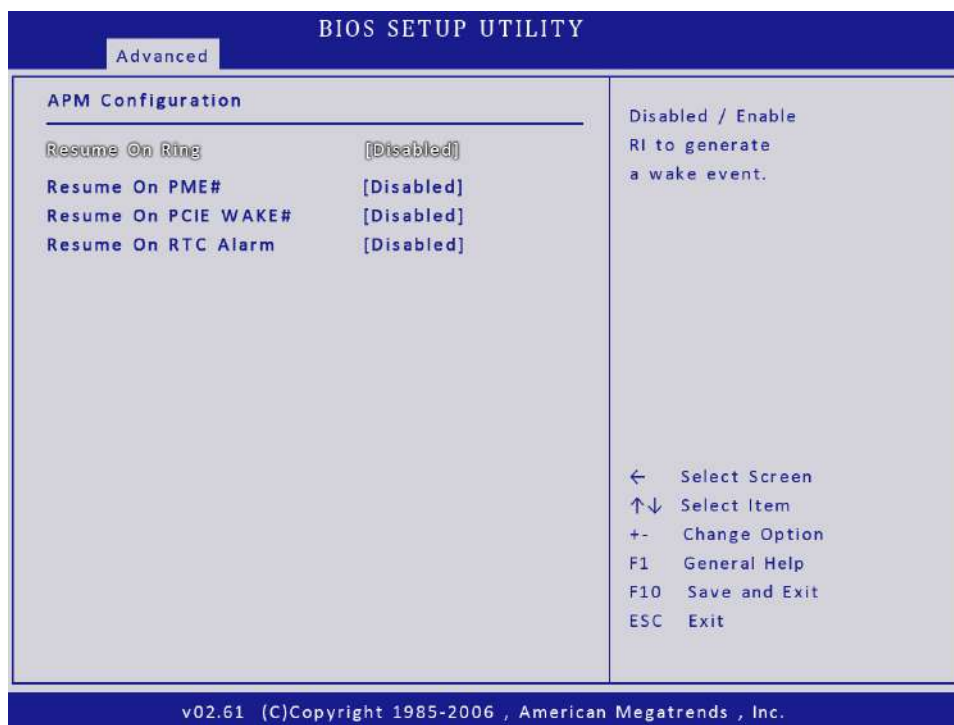 BIOS SETUP UTILITY
Advanced
APM Configuration
Resume On Ring [Disabled]
Resume On PME# [Disabled]
Resume On PCIE WAKE# [Disabled]
Resume On RTC Alarm [Disabled]
Disabled / Enable
RI to generate
a wake event.
← Select Screen
↑↓ Select Item
+- Change Option
F1 General Help
F10 Save and Exit
ESC Exit
v02.61 (C)Copyright 1985-2006 , American Megatrends , Inc.